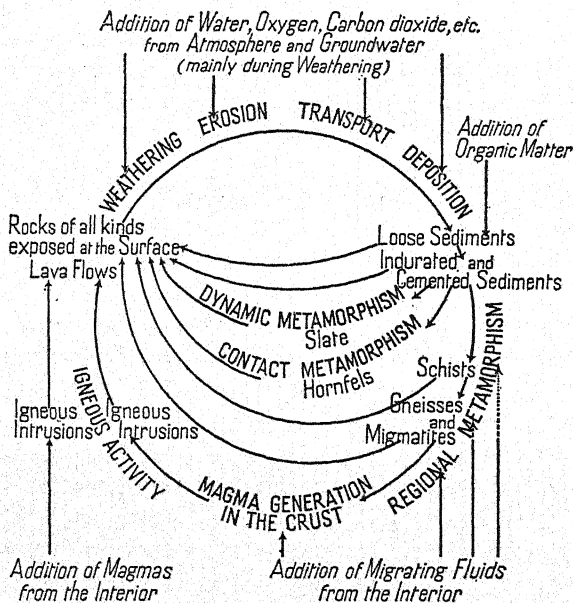 Addition of Water, Oxygen, Carbon dioxide, etc.
from Atmosphere and Groundwater
(mainly during Weathering)
WEATHERING EROSION TRANSPORT DEPOSITION
Addition of
Organic Matter
Rocks of all kinds
exposed at the Surface
Lava Flows
Loose Sediments
Indurated and
Cemented Sediments
DYNAMIC METAMORPHISM
Slate
CONTACT METAMORPHISM
Hornfels
Schists
Gneisses
and
Migmatites
REGIONAL METAMORPHISM
Igneous
Intrusions
Igneous
Intrusions
IGNEOUS ACTIVITY
MAGMA GENERATION
IN THE CRUST
Addition of Magmas
from the Interior
Addition of Migrating Fluids
from the Interior